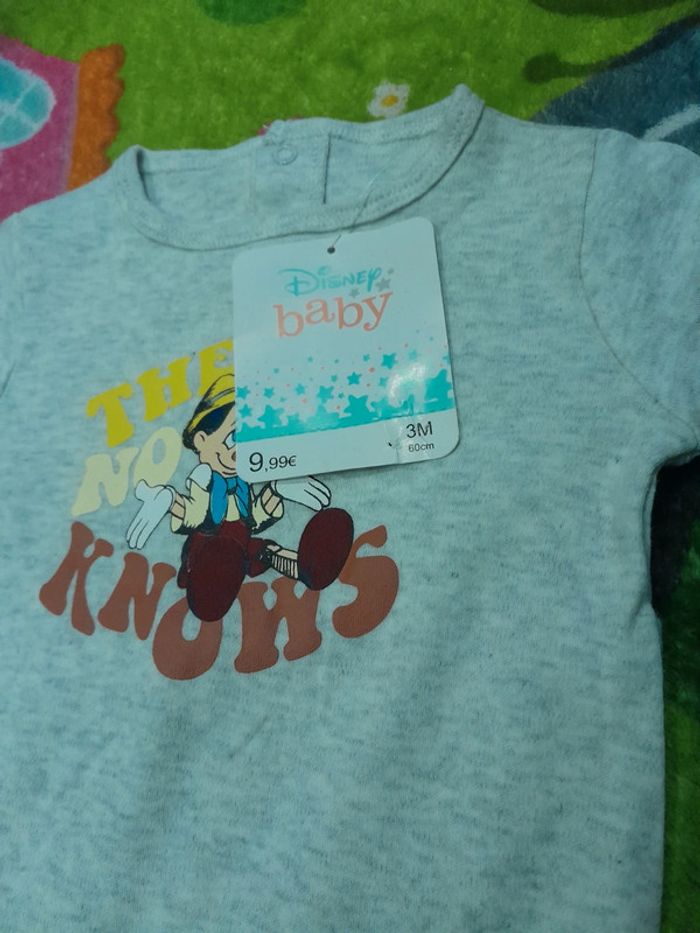 Disney
baby
9,99€
3M
60cm
THE
NO
KNOWS